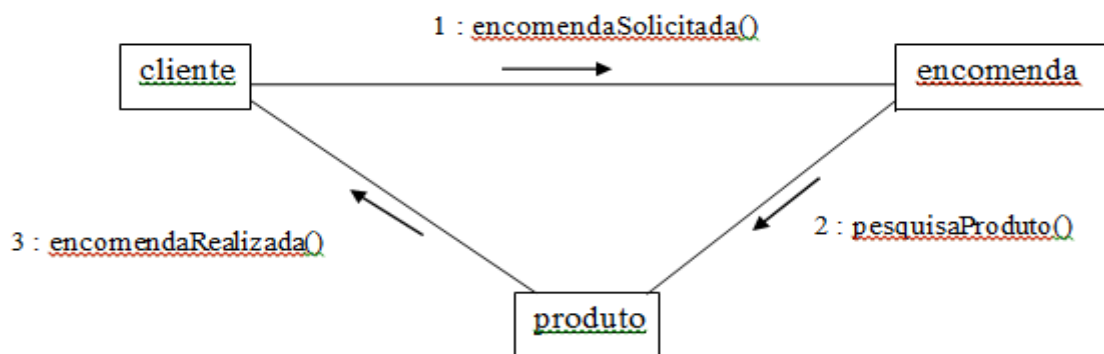 1 : encomendaSolicitada()
cliente
encomenda
2 : pesquisaProduto()
3 : encomendaRealizada()
produto